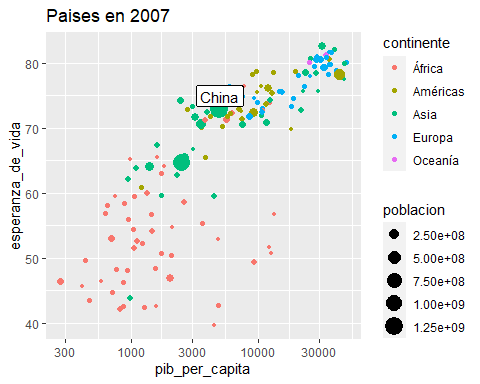 Paises en 2007
esperanza_de_vida
80
70
60
50
40
China
300
1000
3000
10000
30000
pib_per_capita
continente
África
Américas
Asia
Europa
Oceanía
poblacion
2.50e+08
5.00e+08
7.50e+08
1.00e+09
1.25e+09